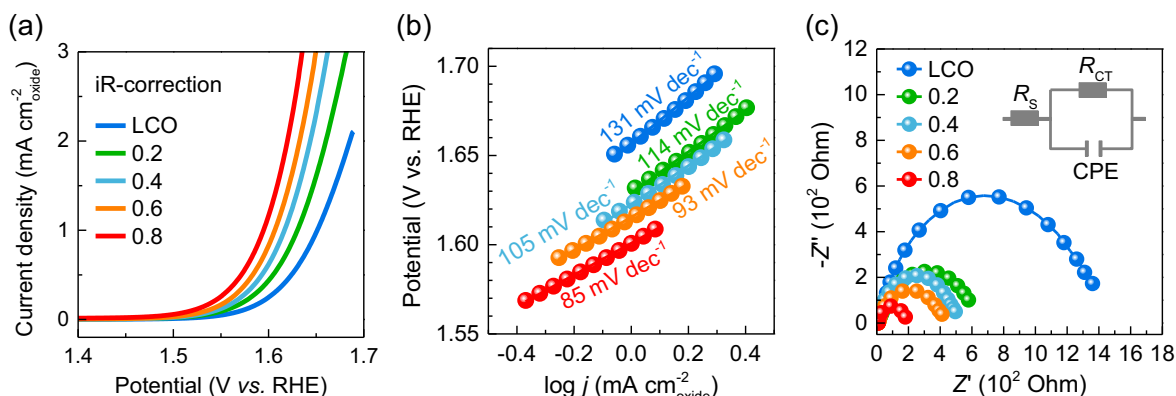 (a)
Current density (mA cm⁻²oxide)
3
2
1
0
iR-correction
LCO
0.2
0.4
0.6
0.8
1.4 1.5 1.6 1.7
Potential (V vs. RHE)
(b)
Potential (V vs. RHE)
1.70
1.65
1.60
1.55
131 mV dec⁻¹
114 mV dec⁻¹
105 mV dec⁻¹
93 mV dec⁻¹
85 mV dec⁻¹
-0.4 -0.2 0.0 0.2 0.4
log j (mA cm⁻²oxide)
(c)
-Z'' (10² Ohm)
12
10
8
6
4
2
0
LCO
0.2
0.4
0.6
0.8
RCT
RS
CPE
0 2 4 6 8 10 12 14 16 18
Z' (10² Ohm)